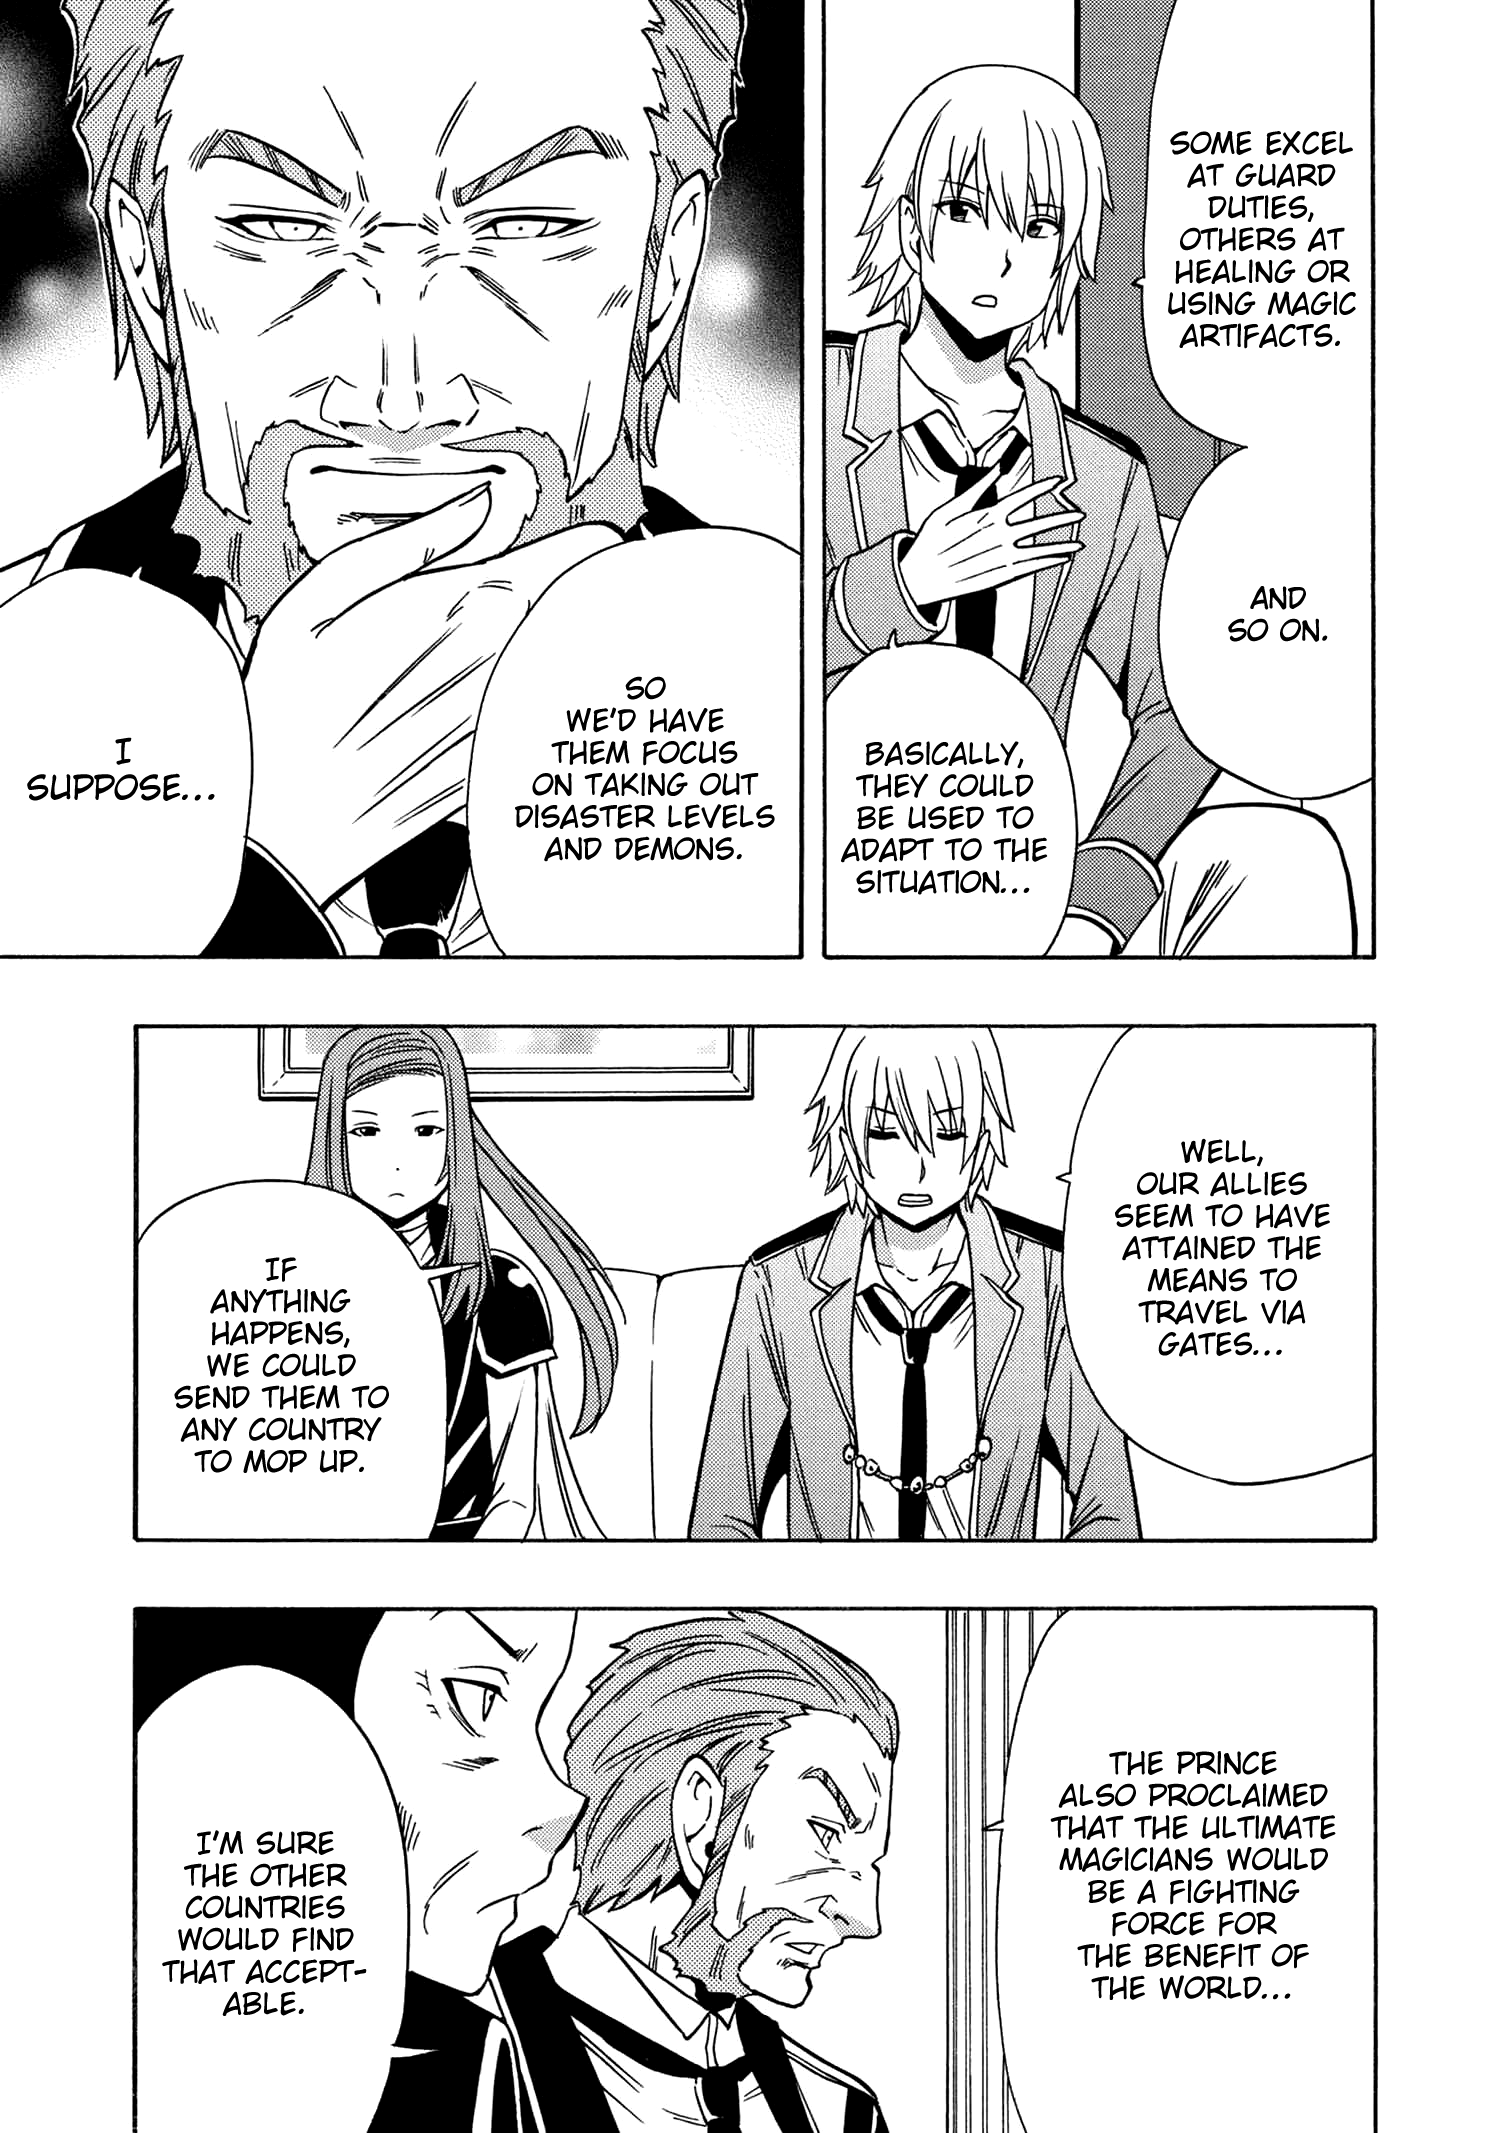 SOME EXCEL
AT GUARD
DUTIES,
OTHERS AT
HEALING OR
USING MAGIC
ARTIFACTS.
AND
SO ON.
BASICALLY,
THEY COULD
BE USED TO
ADAPT TO THE
SITUATION...
SO
WE'D HAVE
THEM FOCUS
ON TAKING OUT
DISASTER LEVELS
AND DEMONS.
I
SUPPOSE...
WELL,
OUR ALLIES
SEEM TO HAVE
ATTAINED THE
MEANS TO
TRAVEL VIA
GATES...
IF
ANYTHING
HAPPENS,
WE COULD
SEND THEM TO
ANY COUNTRY
TO MOP UP.
THE PRINCE
ALSO PROCLAIMED
THAT THE ULTIMATE
MAGICIANS WOULD
BE A FIGHTING
FORCE FOR
THE BENEFIT OF
THE WORLD...
I'M SURE
THE OTHER
COUNTRIES
WOULD FIND
THAT ACCEPT-
ABLE.